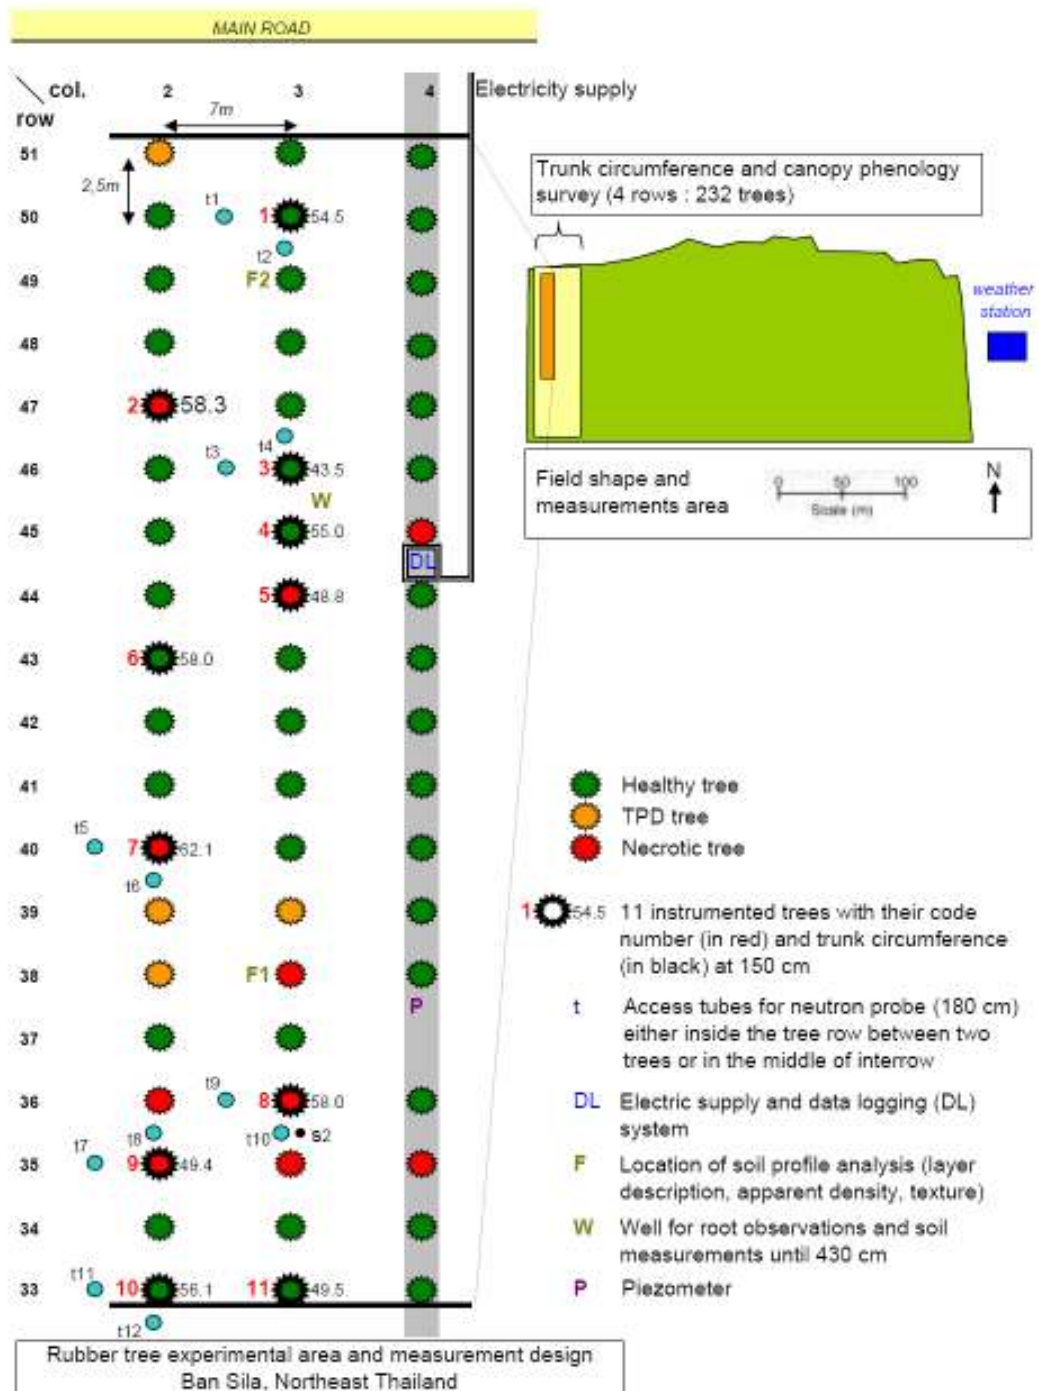 MAIN ROAD
col. 2 3 4 Electricity supply
row 7m
51
2,5m
Trunk circumference and canopy phenology
survey (4 rows : 232 trees)
50 t1 1 54.5
t2
49 F2
weather
station
48
47 2 58.3
t4
46 t3 3 43.5
W
Field shape and
measurements area
0 50 100
Scale (m)
N
45 4 55.0
DL
44 5 48.8
43 6 58.0
42
41
Healthy tree
TPD tree
Necrotic tree
40 t5 7 62.1
t6
39
1 54.5 11 instrumented trees with their code
number (in red) and trunk circumference
(in black) at 150 cm
38 F1
P
t Access tubes for neutron probe (180 cm)
either inside the tree row between two
trees or in the middle of interrow
37
36 t9 8 58.0
DL Electric supply and data logging (DL)
system
t7 t8 t10 s2
35 9 49.4
F Location of soil profile analysis (layer
description, apparent density, texture)
34
W Well for root observations and soil
measurements until 430 cm
33 t11 10 56.1 11 49.5
P Piezometer
t12
Rubber tree experimental area and measurement design
Ban Sila, Northeast Thailand